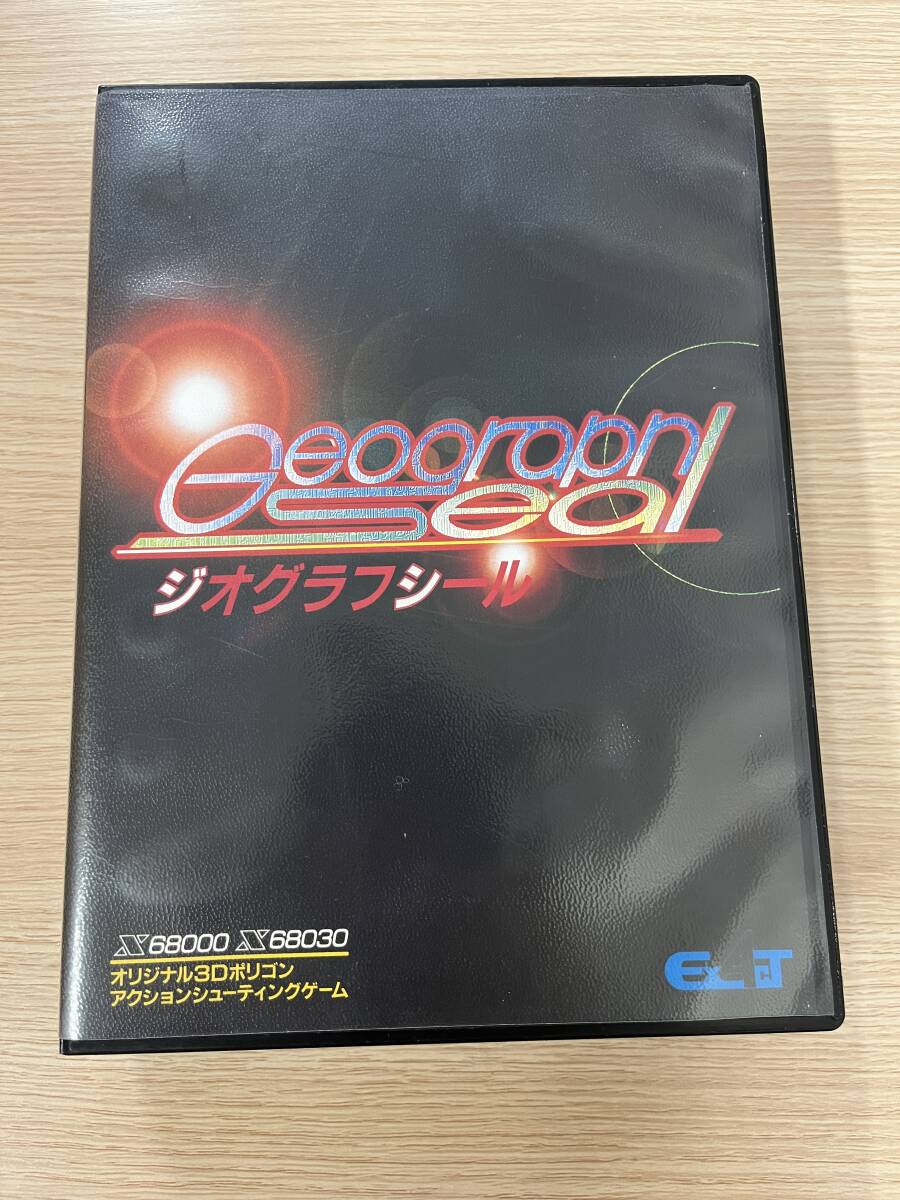 Geograph
Seal
ジオグラフシール
X68000 X68030
オリジナル3Dポリゴン
アクションシューティングゲーム
EXACT